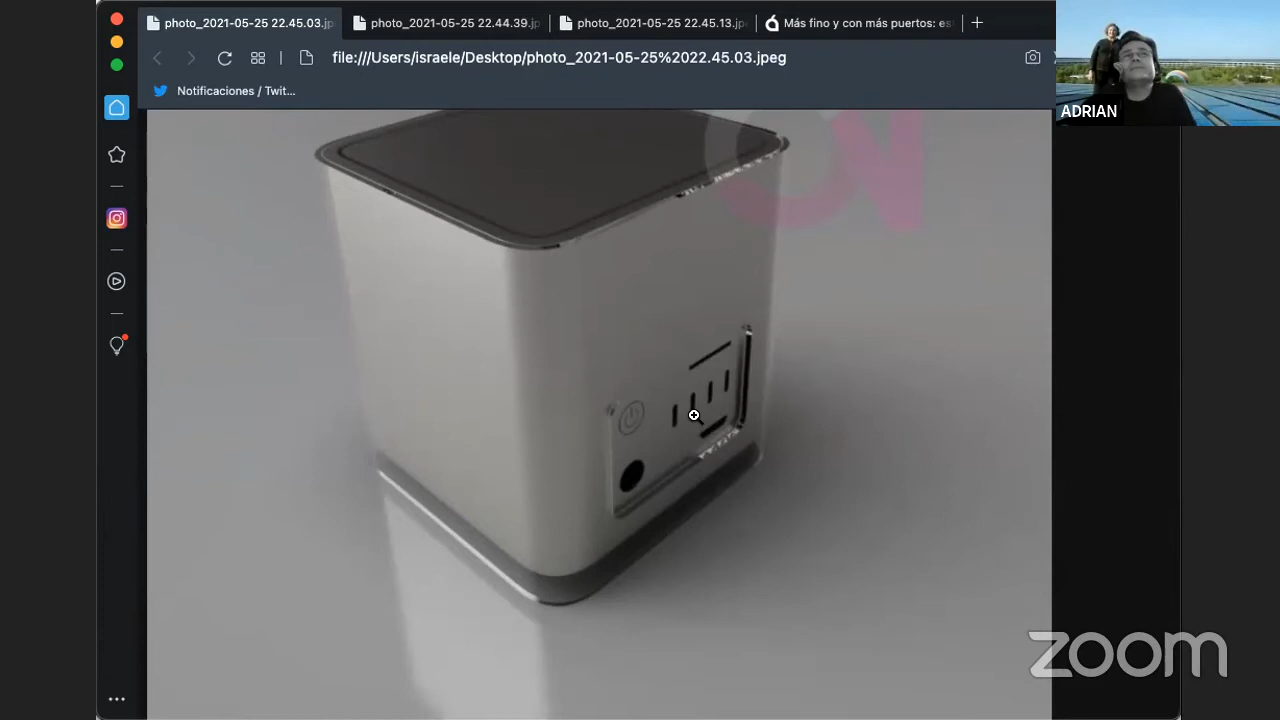 photo_2021-05-25 22.45.03.jp
photo_2021-05-25 22.44.39.jp
photo_2021-05-25 22.45.13.jp
Más fino y con más puertos: es
file:///Users/israele/Desktop/photo_2021-05-25%2022.45.03.jpeg
Notificaciones / Twit...
ADRIAN
zoom